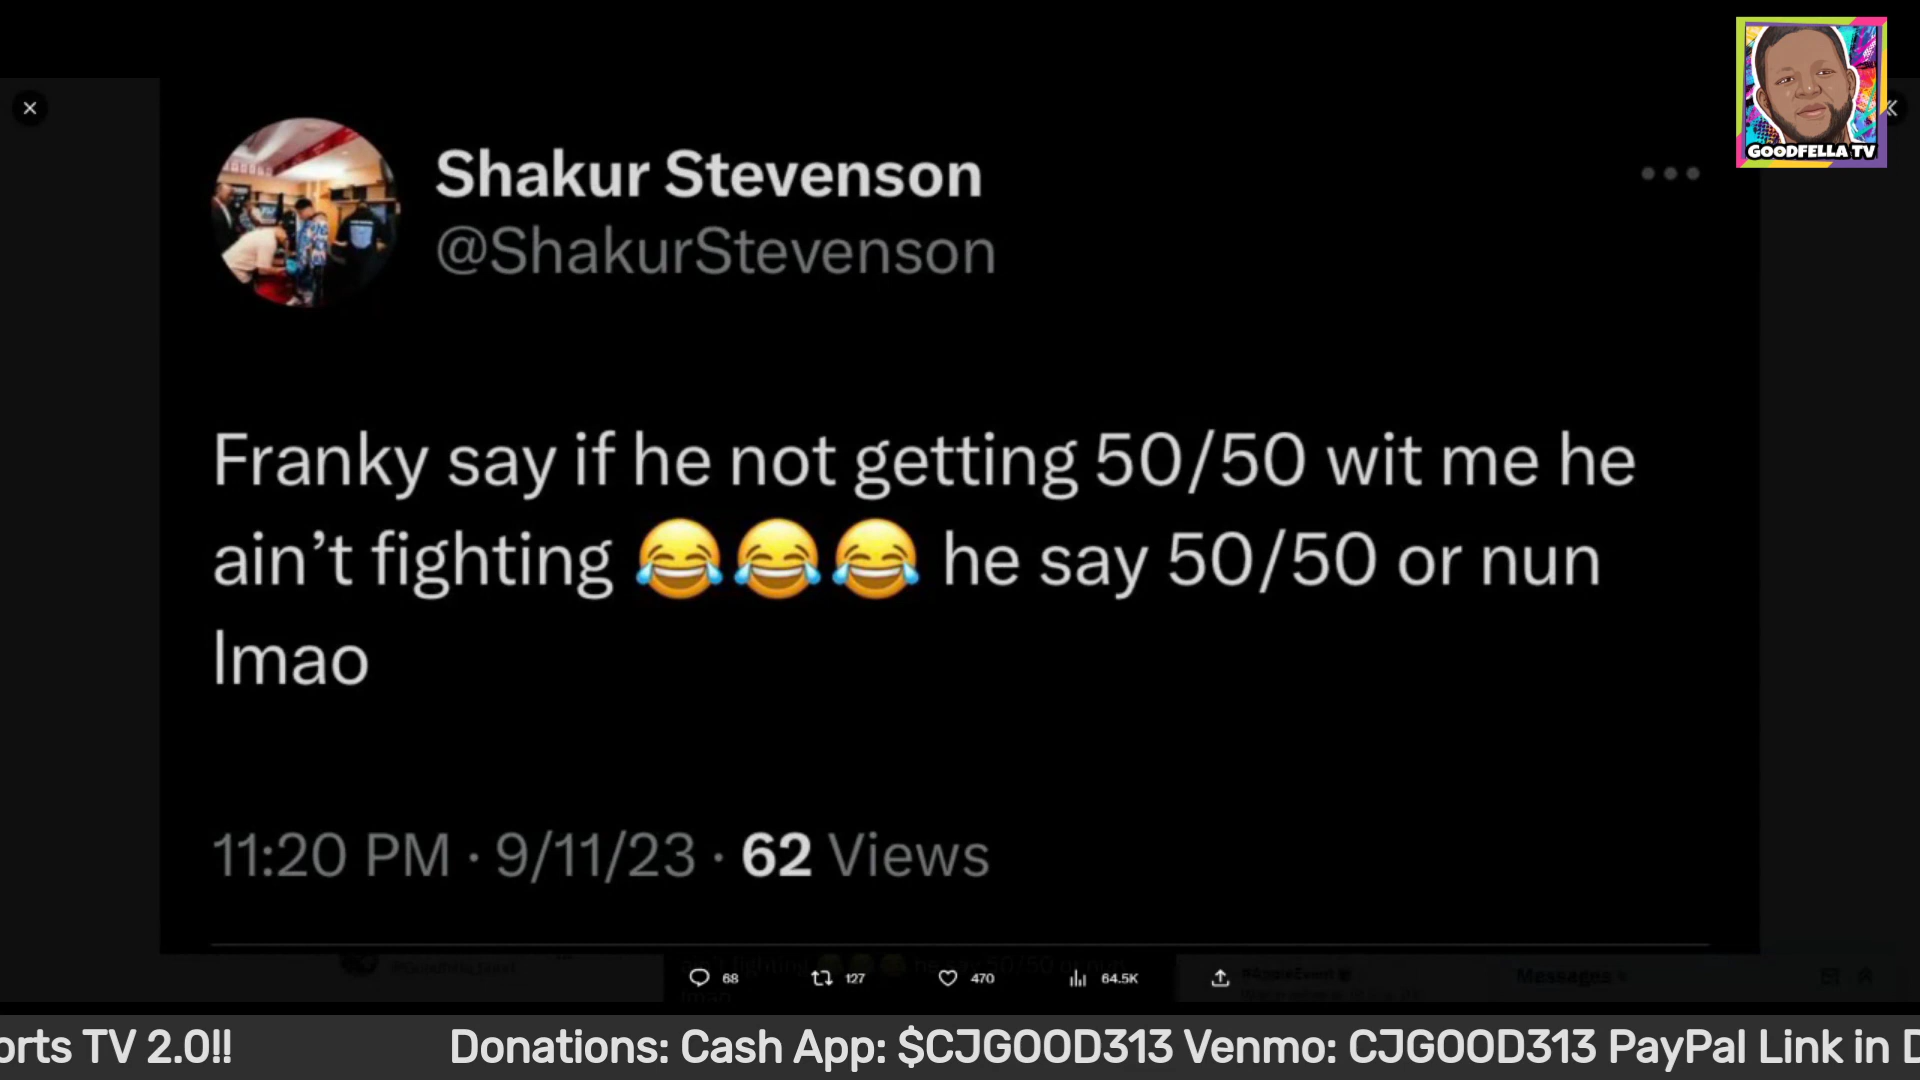 GOODFELLA TV
Shakur Stevenson
@ShakurStevenson
Franky say if he not getting 50/50 wit me he
ain’t fighting 😂😂😂 he say 50/50 or nun
lmao
11:20 PM · 9/11/23 · 62 Views
68 127 470 64.5K
Messages
orts TV 2.0!! Donations: Cash App: $CJGOOD313 Venmo: CJGOOD313 PayPal Link in D